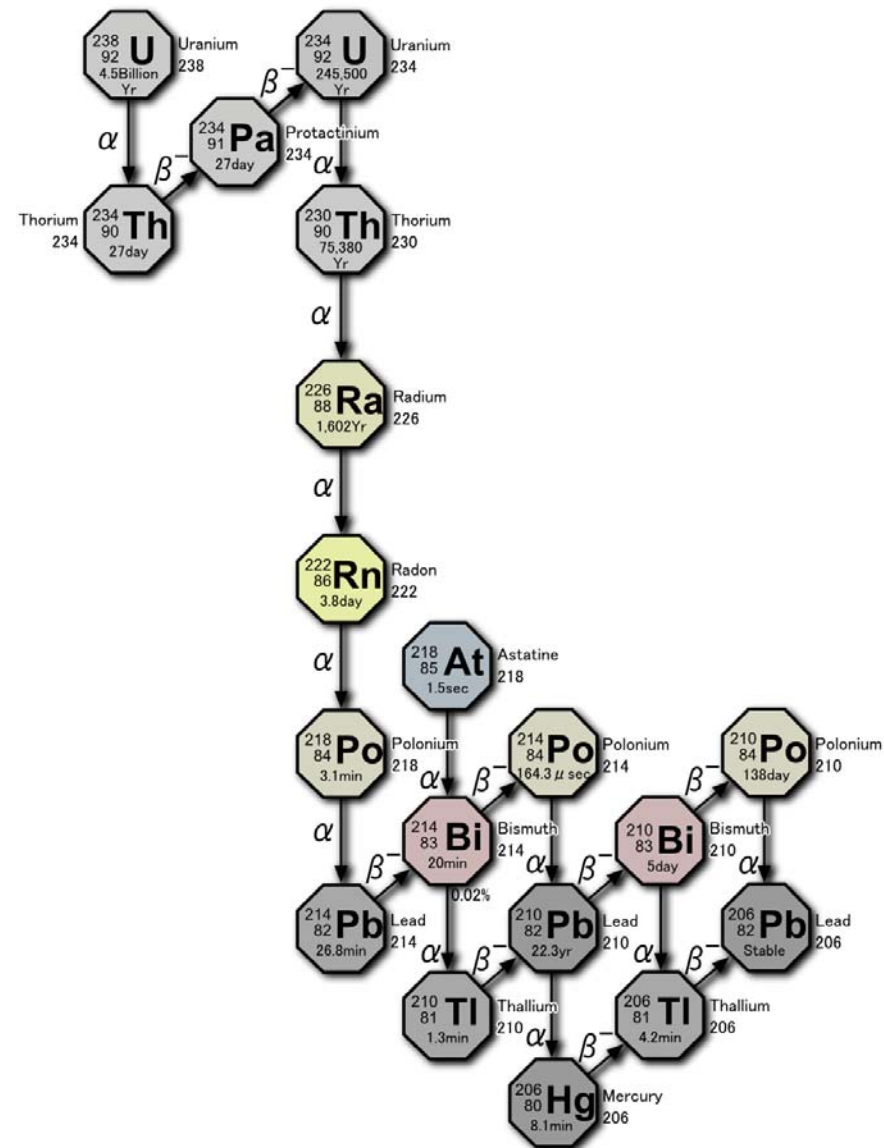 238
92 U
4.5Billion
Yr
Uranium
238
234
92 U
245,500
Yr
Uranium
234
α
β−
234
91 Pa
27day
Protactinium
234
β−
α
Thorium
234
234
90 Th
27day
230
90 Th
75,380
Yr
Thorium
230
α
226
88 Ra
1,602Yr
Radium
226
α
222
86 Rn
3.8day
Radon
222
α
218
85 At
1.5sec
Astatine
218
218
84 Po
3.1min
Polonium
218
α
β−
214
84 Po
164.3 μ sec
Polonium
214
β−
210
84 Po
138day
Polonium
210
α
β−
214
83 Bi
20min
Bismuth
214
0.02%
α
β−
210
83 Bi
5day
Bismuth
210
α
214
82 Pb
26.8min
Lead
214
α
β−
210
82 Pb
22.3yr
Lead
210
α
β−
206
82 Pb
Stable
Lead
206
210
81 Tl
1.3min
Thallium
210
α
β−
206
81 Tl
4.2min
Thallium
206
206
80 Hg
8.1min
Mercury
206